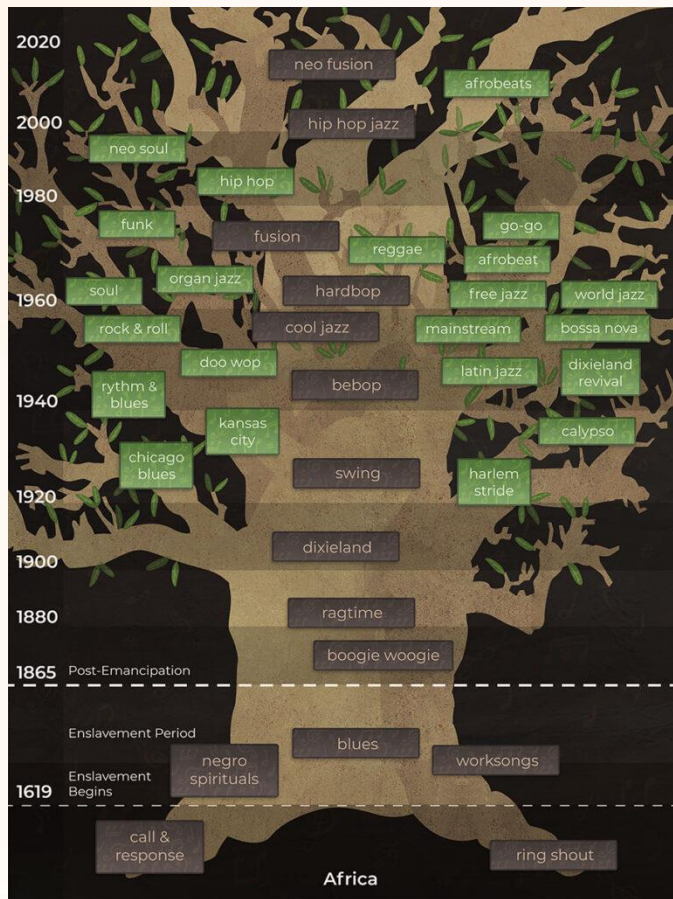 2020
neo fusion
afrobeats
2000
hip hop jazz
neo soul
hip hop
1980
funk
go-go
fusion
reggae
afrobeat
organ jazz
soul
hardbop
free jazz
world jazz
1960
rock & roll
cool jazz
mainstream
bossa nova
doo wop
latin jazz
dixieland
revival
rythm &
blues
bebop
1940
kansas
city
calypso
chicago
blues
swing
harlem
stride
1920
dixieland
1900
ragtime
1880
boogie woogie
1865
Post-Emancipation
Enslavement Period
blues
negro
spirituals
worksongs
Enslavement
Begins
1619
call &
response
ring shout
Africa